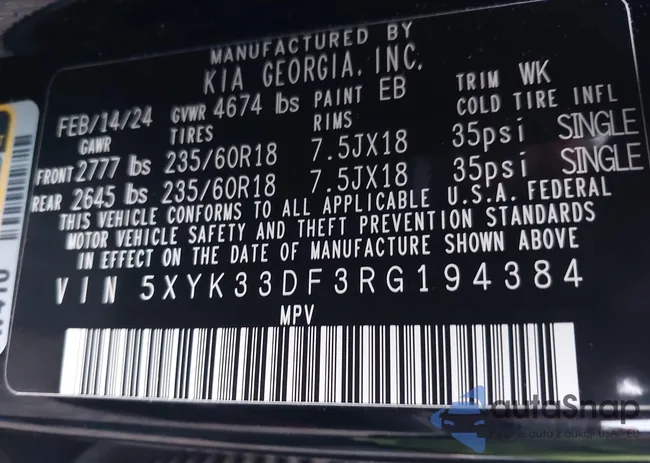 MANUFACTURED BY
KIA GEORGIA, INC.
FEB/14/24 GVWR 4674 lbs PAINT EB TRIM WK
GAWR TIRES RIMS COLD TIRE INFL
FRONT 2777 lbs 235/60R18 7.5JX18 35psi SINGLE
REAR 2645 lbs 235/60R18 7.5JX18 35psi SINGLE
THIS VEHICLE CONFORMS TO ALL APPLICABLE U.S.A. FEDERAL
MOTOR VEHICLE SAFETY AND THEFT PREVENTION STANDARDS
IN EFFECT ON THE DATE OF MANUFACTURE SHOWN ABOVE
VIN 5XYK33DF3RG194384
MPV
autoSnap